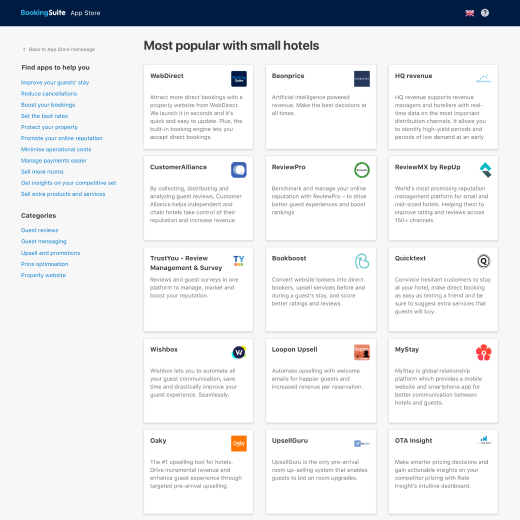 BookingSuite App Store
Back to App Store homepage
Find apps to help you
Improve your guests' stay
Reduce cancellations
Boost your bookings
Set the best rates
Protect your property
Promote your online reputation
Minimise operational costs
Manage payments easier
Sell more rooms
Get insights on your competitive set
Sell extra products and services
Categories
Guest reviews
Guest messaging
Upsell and promotions
Price optimisation
Property website
Most popular with small hotels
WebDirect
Attract more direct bookings with a
property website from WebDirect.
We launch it in seconds and it's
quick and easy to update. Plus, the
built-in booking engine lets you
accept direct bookings.
Beonprice
Artificial intelligence powered
revenue. Make the best decisions at
all times.
HQ revenue
HQ revenue supports revenue
managers and hoteliers with real-
time data on the most important
distribution channels. It allows you
to identify high-yield periods and
periods of low demand at an early
CustomerAlliance
By collecting, distributing and
analysing guest reviews, Customer
Alliance helps independent and
chain hotels take control of their
reputation and increase revenue
ReviewPro
Benchmark and manage your online
reputation with ReviewPro – to drive
better guest experiences and boost
rankings
ReviewMX by RepUp
World's most promising reputation
management platform for small and
mid-sized hotels. Helping them to
improve rating and reviews across
150+ channels.
TrustYou - Review
Management & Survey
TY
Reviews and guest surveys in one
platform to manage, market and
boost your reputation.
Bookboost
Convert website lookers into direct
bookers, upsell services before and
during a guest's stay, and score
better ratings and reviews.
Quicktext
Q
Convince hesitant customers to stay
at your hotel, make direct booking
as easy as texting a friend and be
sure to suggest extra services that
guests will buy.
Wishbox
W
Wishbox lets you to automate all
your guest communication, save
time and drastically improve your
guest experience. Seamlessly.
Loopon Upsell
LOOPON
Automate upselling with welcome
emails for happier guests and
increased revenue per reservation.
MyStay
MyStay is global relationship
platform which provides a mobile
website and smartphone app for
better communication between
hotels and guests.
Oaky
Oaky
The #1 upselling tool for hotels.
Drive incremental revenue and
enhance guest experience through
targeted pre-arrival upselling.
UpsellGuru
UpsellGuru is the only pre-arrival
room up-selling system that enables
guests to bid on room upgrades.
OTA Insight
Make smarter pricing decisions and
gain actionable insights on your
competitor pricing with Rate
Insight's intuitive dashboard.